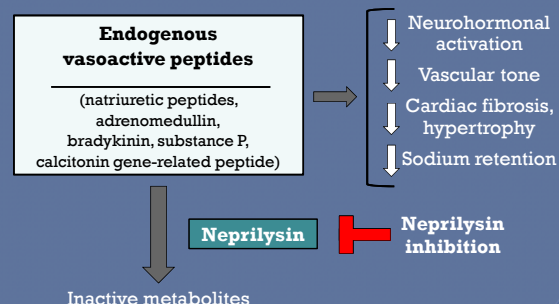 Endogenous
vasoactive peptides
(natriuretic peptides,
adrenomedullin,
bradykinin, substance P,
calcitonin gene-related peptide)
Neurohormonal
activation
Vascular tone
Cardiac fibrosis,
hypertrophy
Sodium retention
Neprilysin
Neprilysin
inhibition
Inactive metabolites